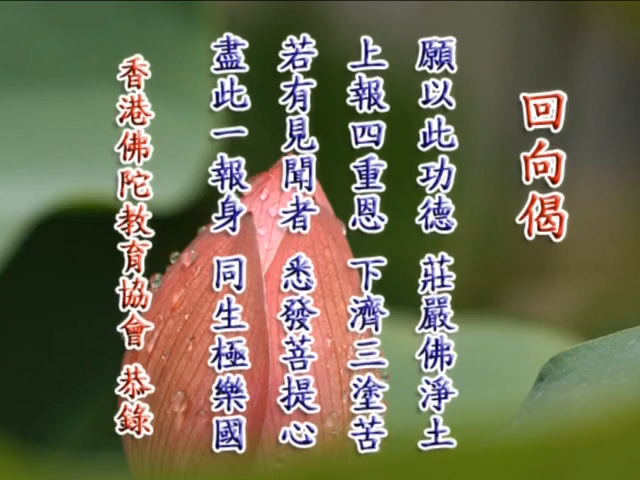 回向偈
願以此功德 莊嚴佛淨土
上報四重恩 下濟三塗苦
若有見聞者 悉發菩提心
盡此一報身 同生極樂國
香港佛陀教育協會 恭錄